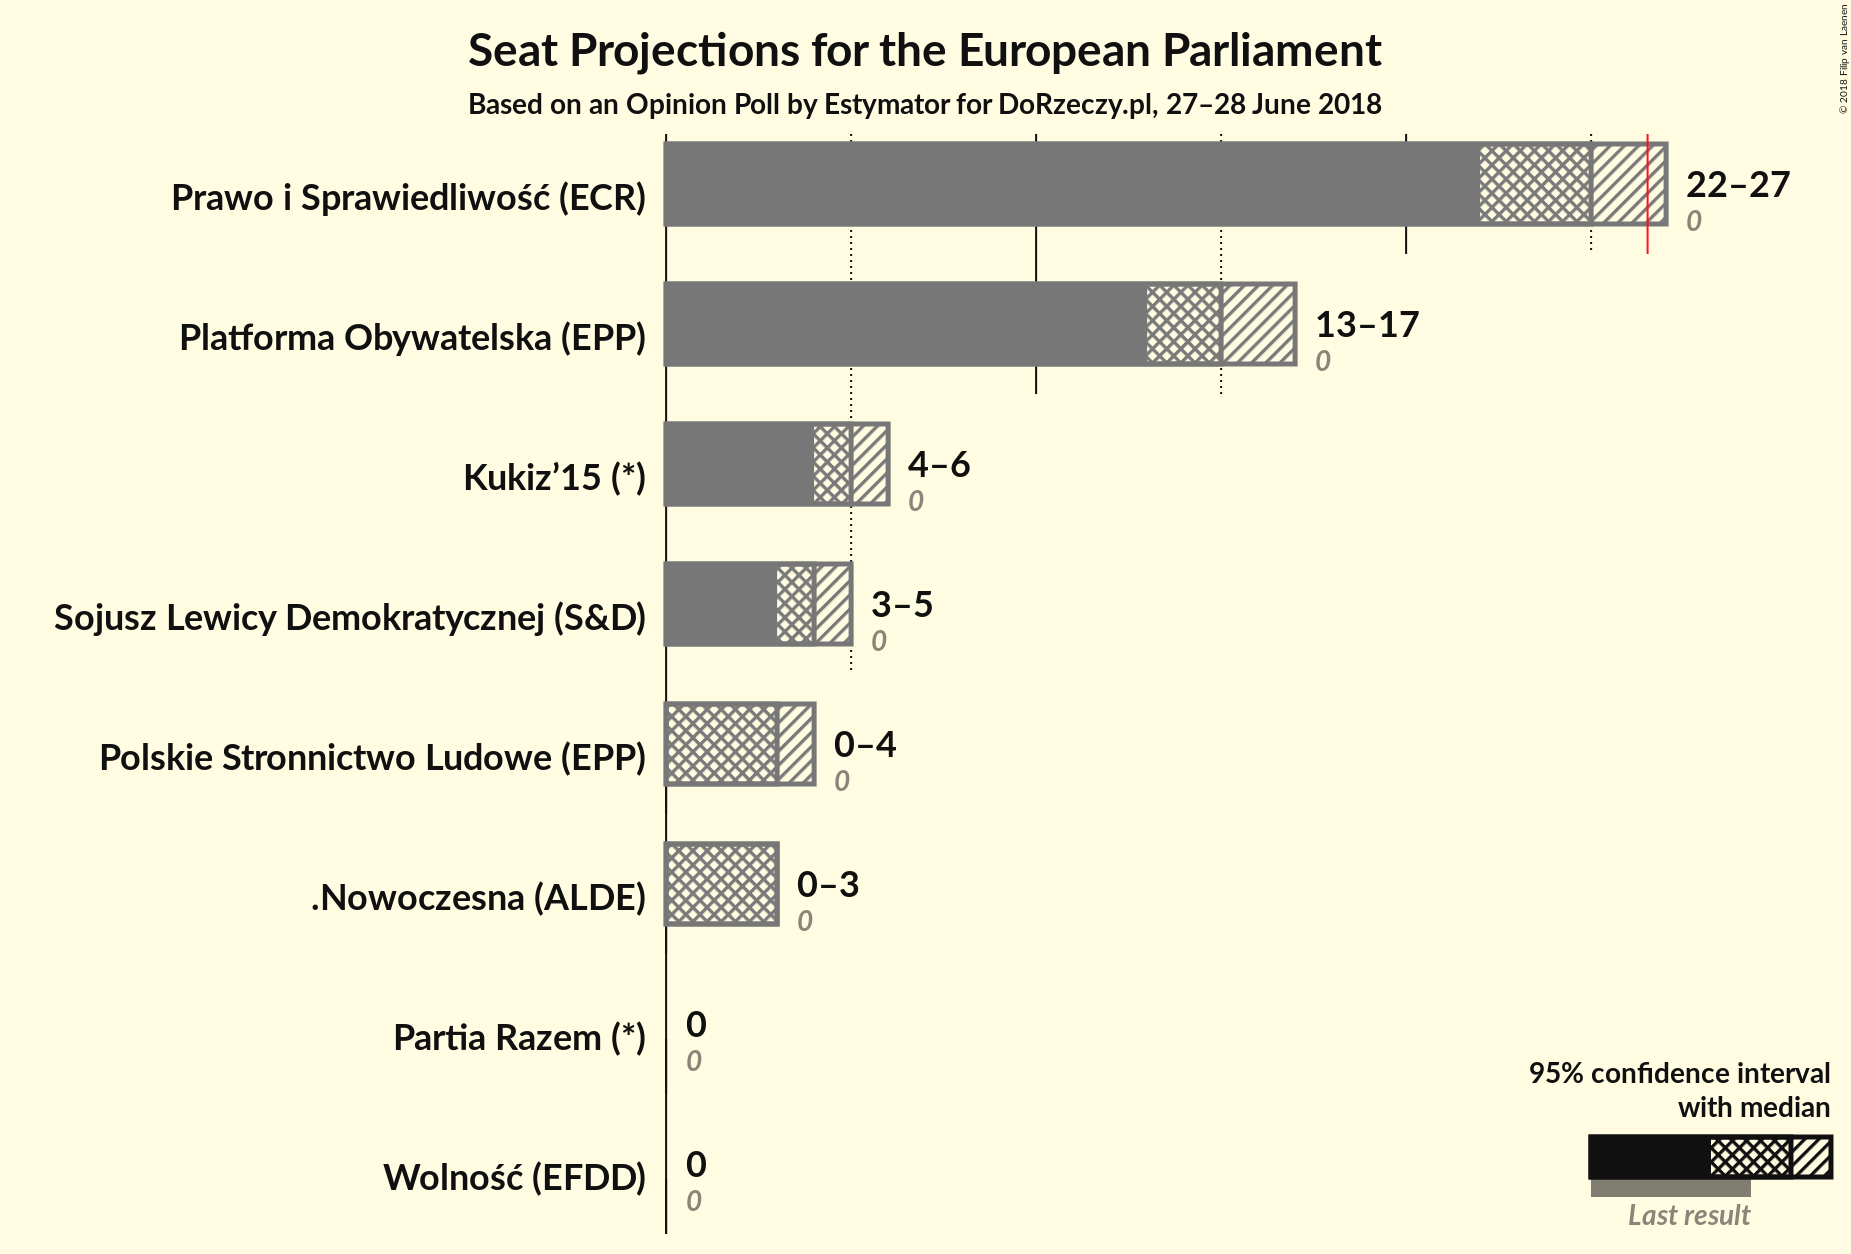 Seat Projections for the European Parliament
Based on an Opinion Poll by Estymator for DoRzeczy.pl, 27–28 June 2018
© 2018 Filip van Laenen
Prawo i Sprawiedliwość (ECR)
22–27
0
Platforma Obywatelska (EPP)
13–17
0
Kukiz’15 (*)
4–6
0
Sojusz Lewicy Demokratycznej (S&D)
3–5
0
Polskie Stronnictwo Ludowe (EPP)
0–4
0
.Nowoczesna (ALDE)
0–3
0
Partia Razem (*)
0
0
Wolność (EFDD)
0
0
95% confidence interval
with median
Last result